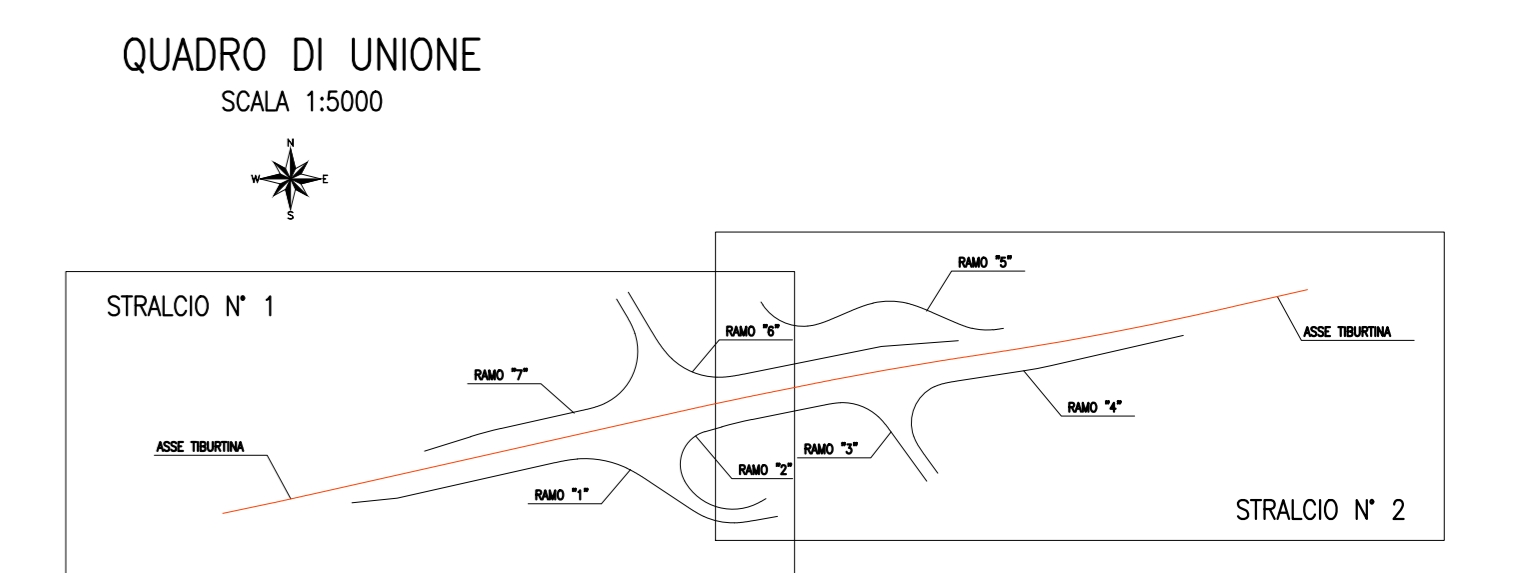 QUADRO DI UNIONE
SCALA 1:5000
N
W E
S
RAMO "5"
STRALCIO N° 1
RAMO "6"
ASSE TIBURTINA
RAMO "7"
RAMO "4"
ASSE TIBURTINA
RAMO "3"
RAMO "2"
RAMO "1"
STRALCIO N° 2